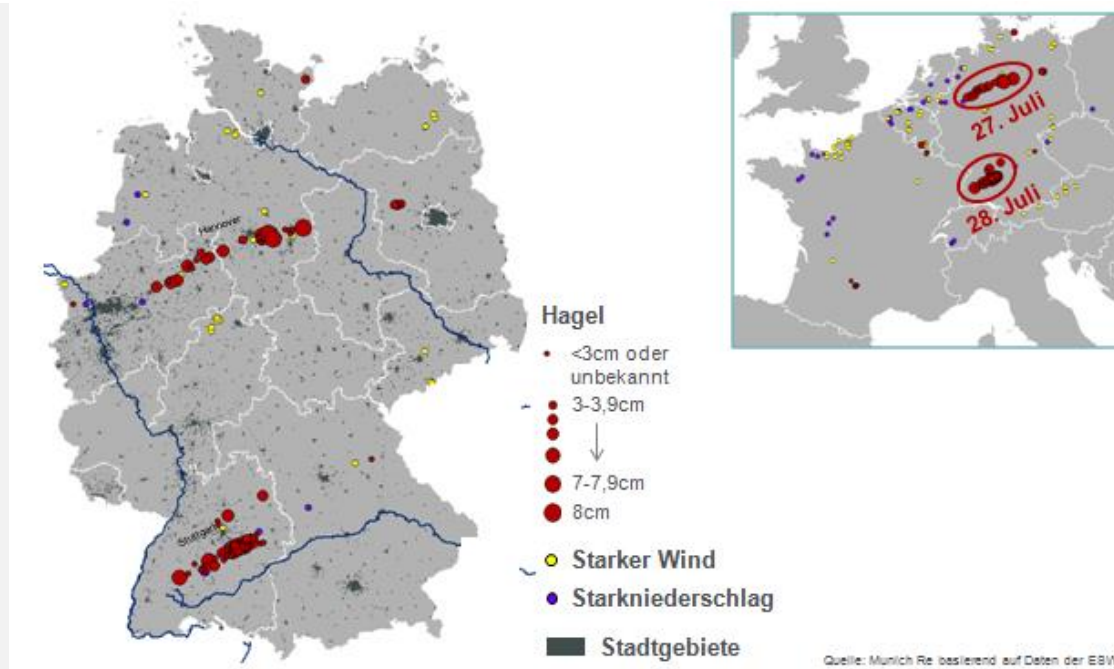 Hannover
Stuttgart
27. Juli
28. Juli
Hagel
<3cm oder
unbekannt
3-3,9cm
7-7,9cm
8cm
Starker Wind
Starkniederschlag
Stadtgebiete
Quelle: Munich Re basierend auf Daten der